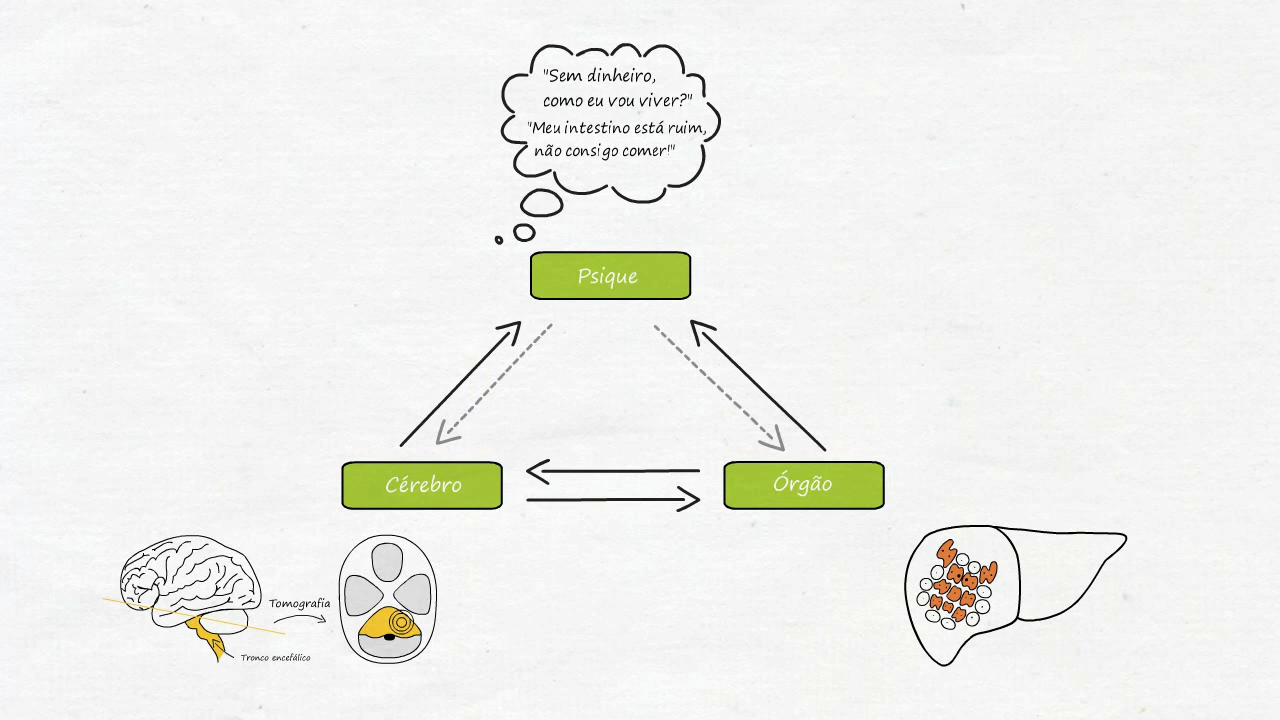 "Sem dinheiro,
como eu vou viver?"
"Meu intestino está ruim,
não consigo comer!"
Psique
Cérebro
Órgão
Tomografia
Tronco encefálico